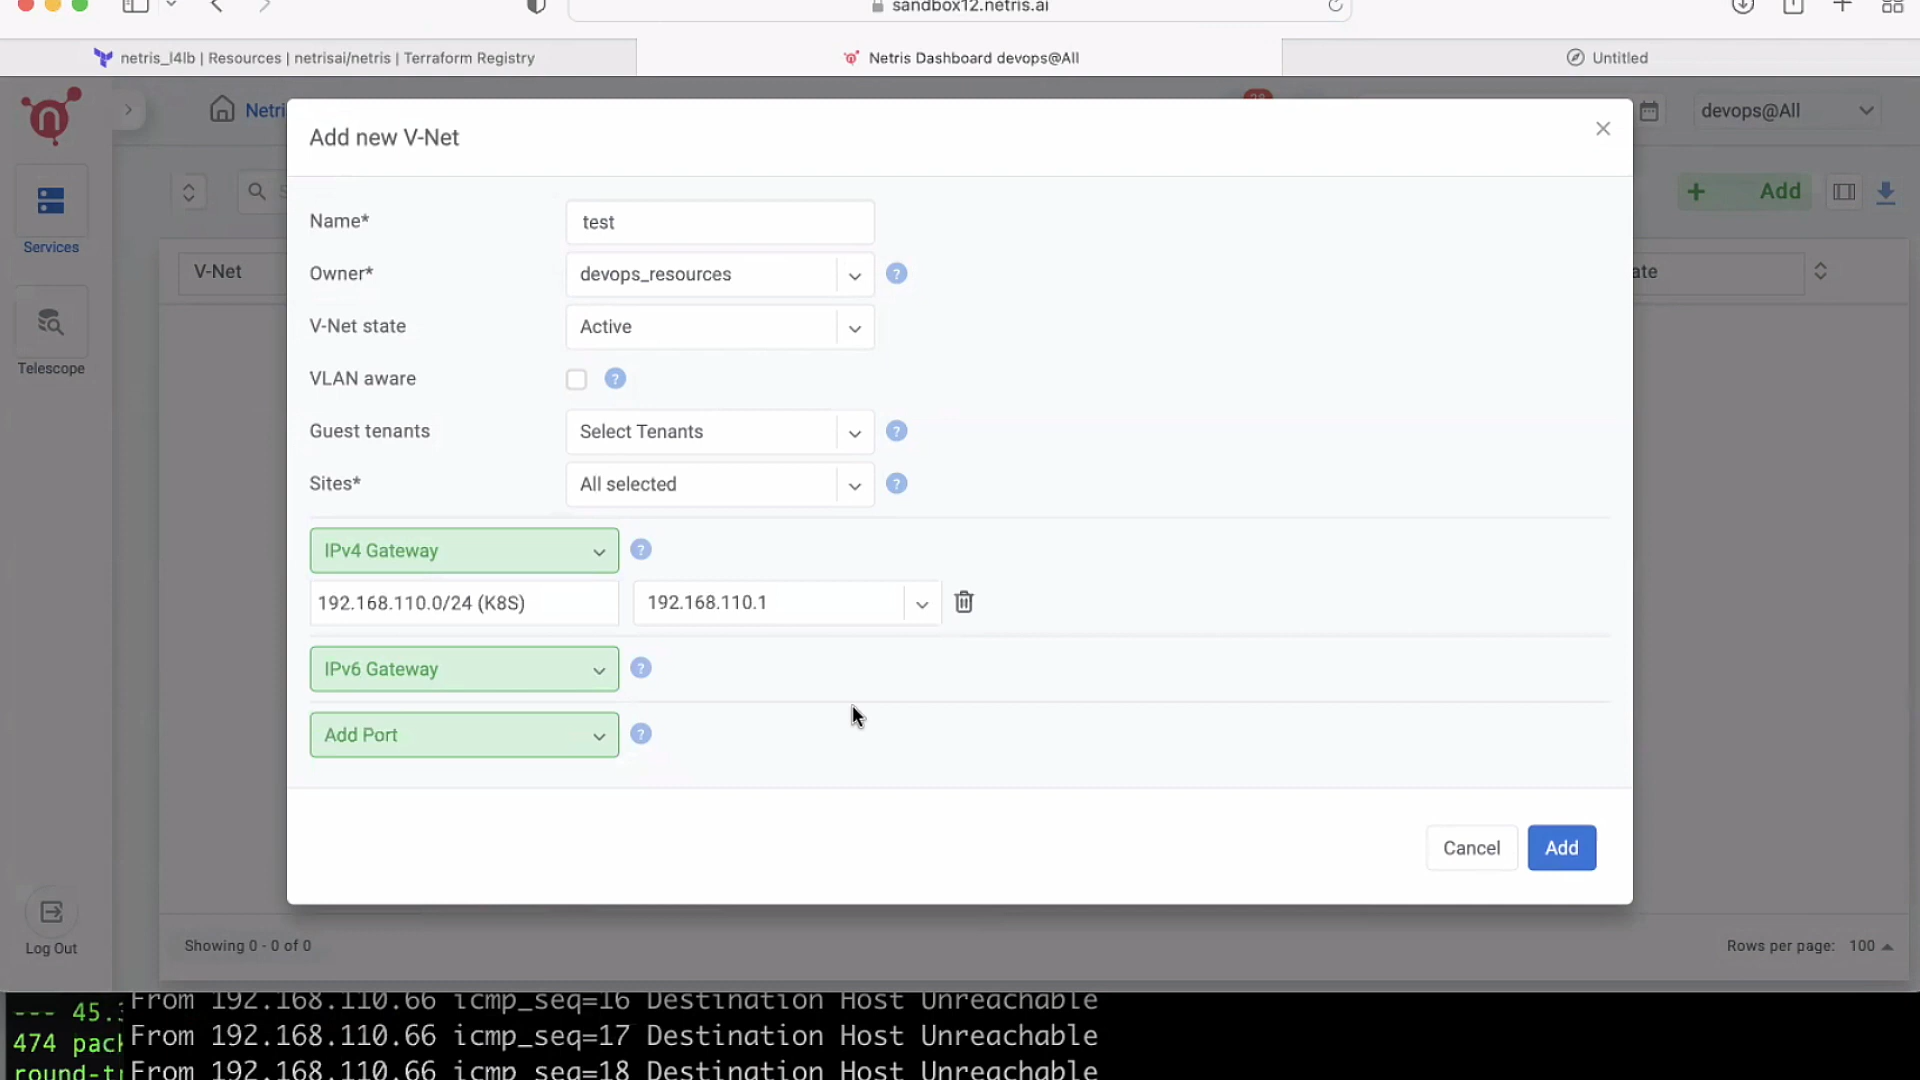 sandbox12.netris.ai
netris_l4lb | Resources | netrisai/netris | Terraform Registry
Netris Dashboard devops@All
Untitled
Netri
devops@All
Add new V-Net
Name*
test
Owner*
devops_resources
V-Net state
Active
VLAN aware
Guest tenants
Select Tenants
Sites*
All selected
IPv4 Gateway
192.168.110.0/24 (K8S)
192.168.110.1
IPv6 Gateway
Add Port
Cancel
Add
Add
Services
V-Net
ate
Telescope
Log Out
Showing 0 - 0 of 0
Rows per page: 100
--- 45.
474 pac
round-t
From 192.168.110.66 icmp_seq=16 Destination Host Unreachable
From 192.168.110.66 icmp_seq=17 Destination Host Unreachable
From 192.168.110.66 icmp_seq=18 Destination Host Unreachable